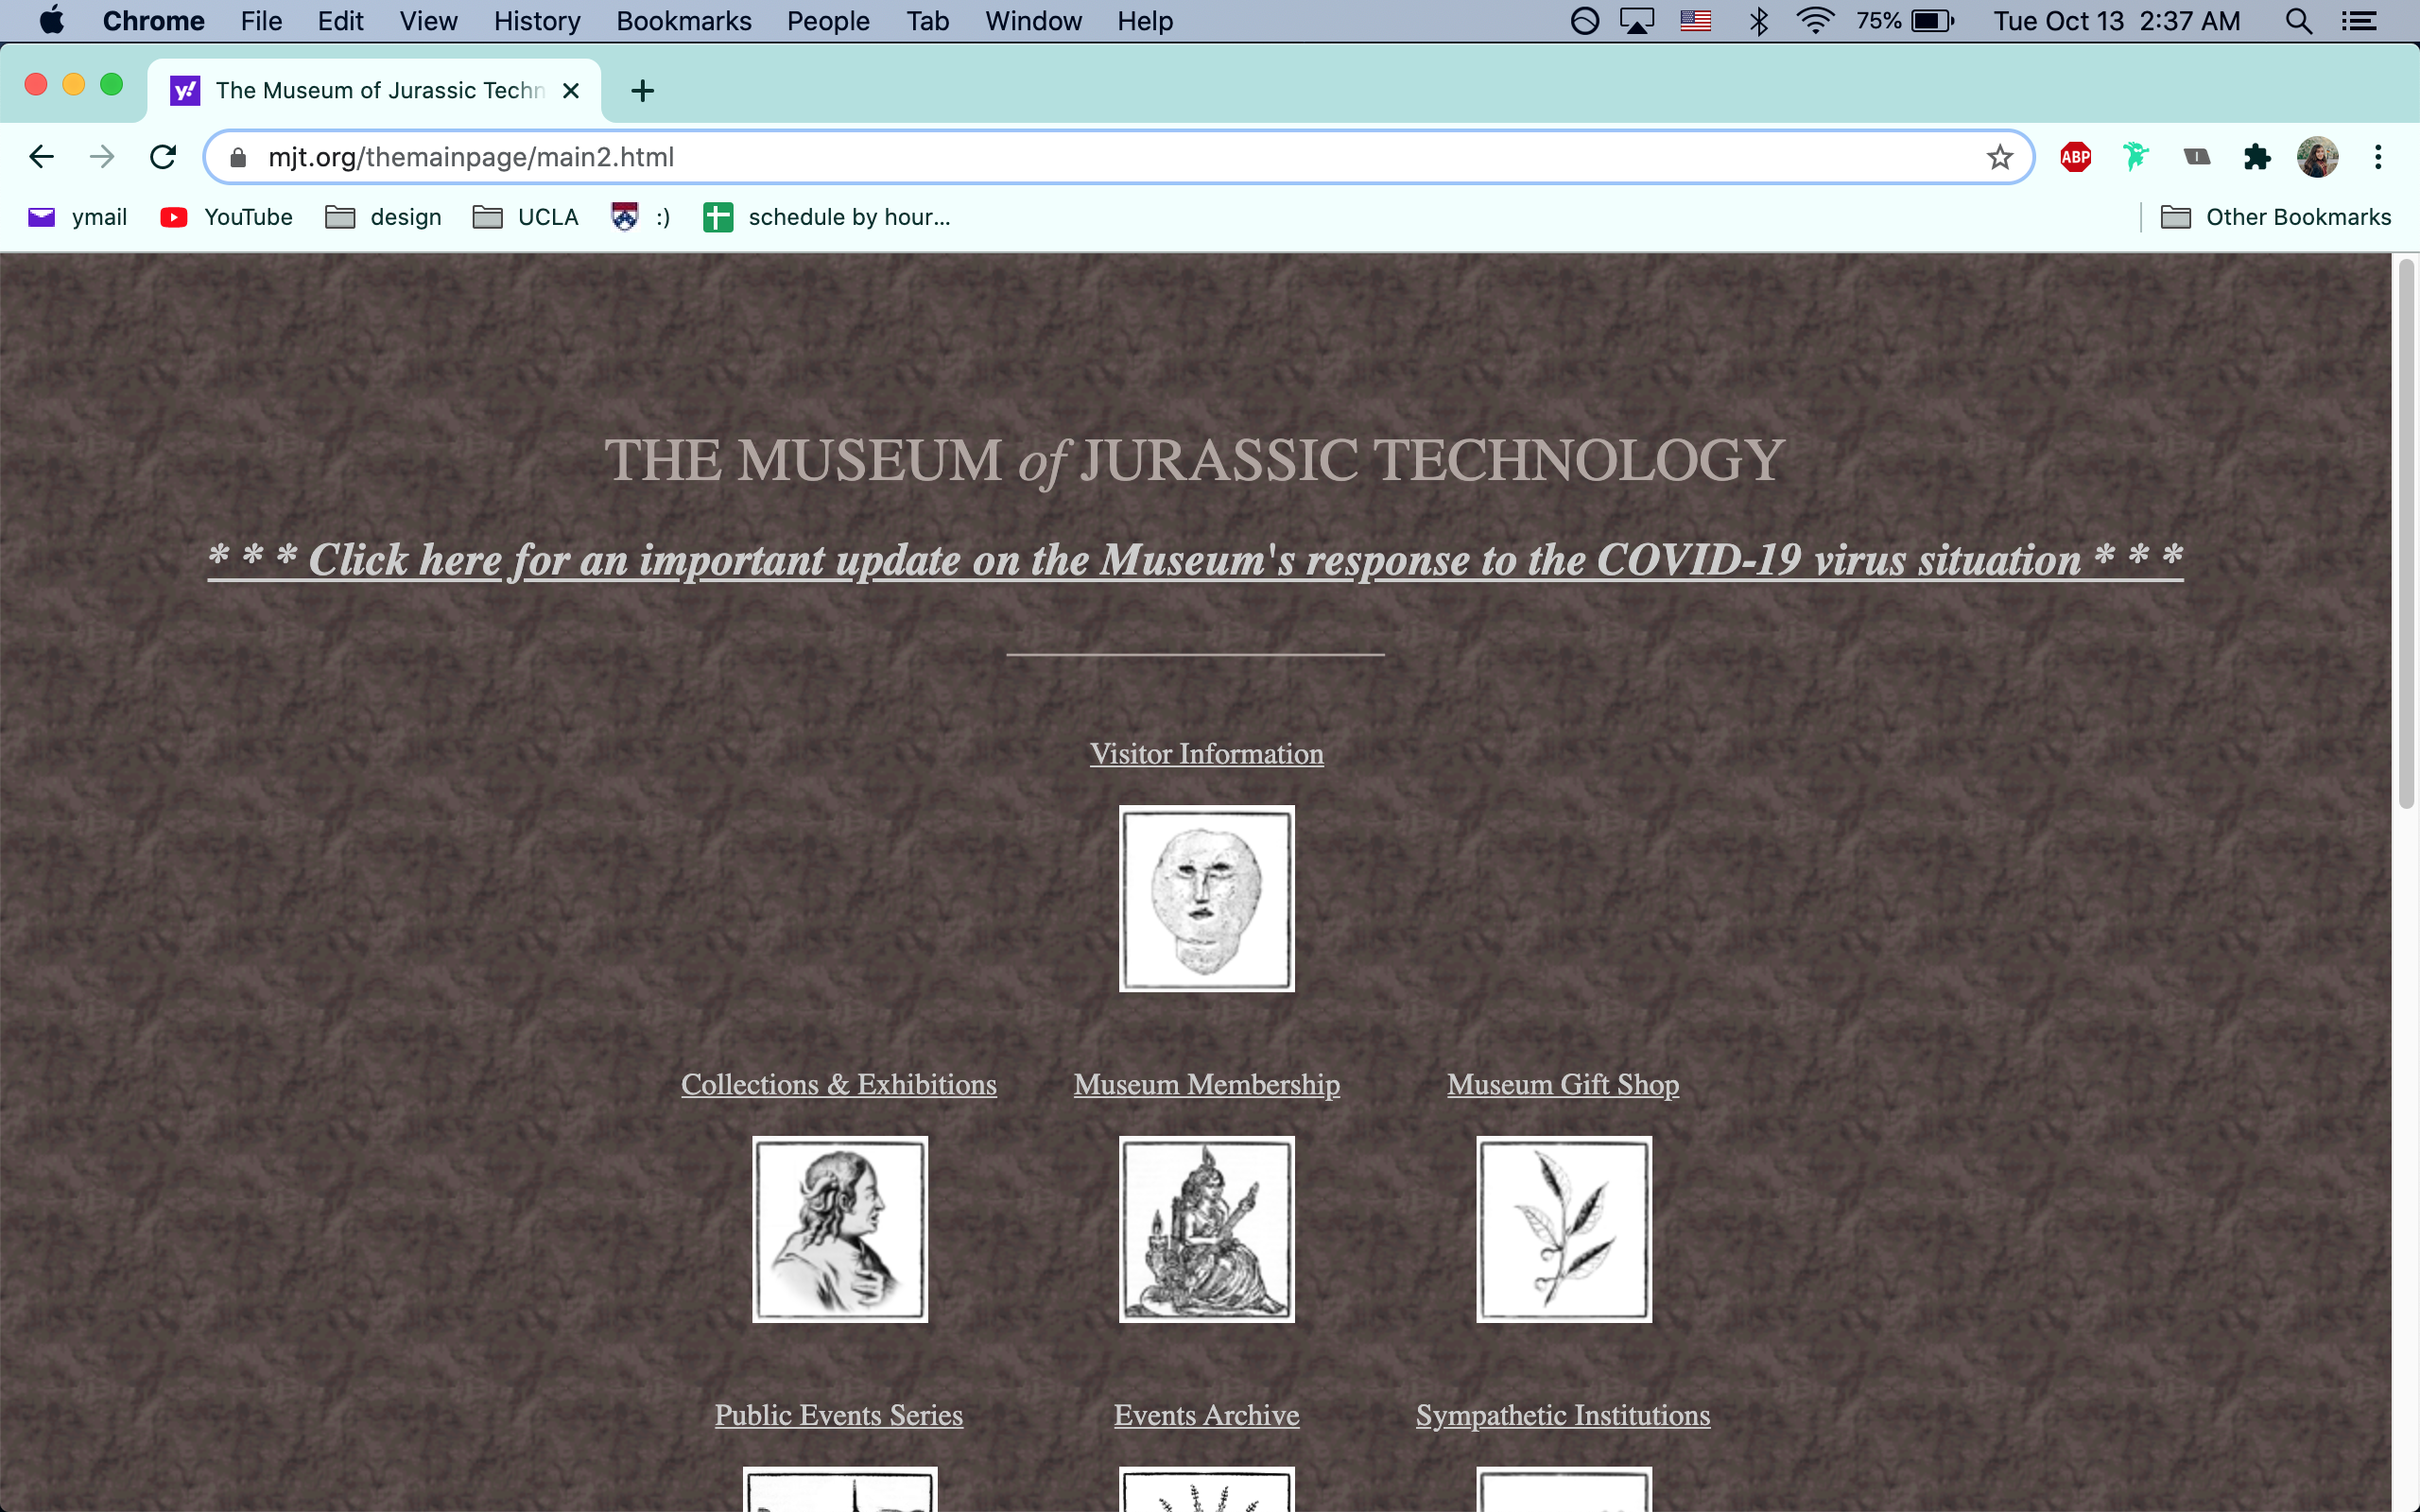 Chrome File Edit View History Bookmarks People Tab Window Help 75% Tue Oct 13 2:37 AM
y! The Museum of Jurassic Techn
mjt.org/themainpage/main2.html ABP
ymail YouTube design UCLA :) schedule by hour... Other Bookmarks
THE MUSEUM of JURASSIC TECHNOLOGY
* * * Click here for an important update on the Museum's response to the COVID-19 virus situation * * *
Visitor Information
Collections & Exhibitions Museum Membership Museum Gift Shop
Public Events Series Events Archive Sympathetic Institutions